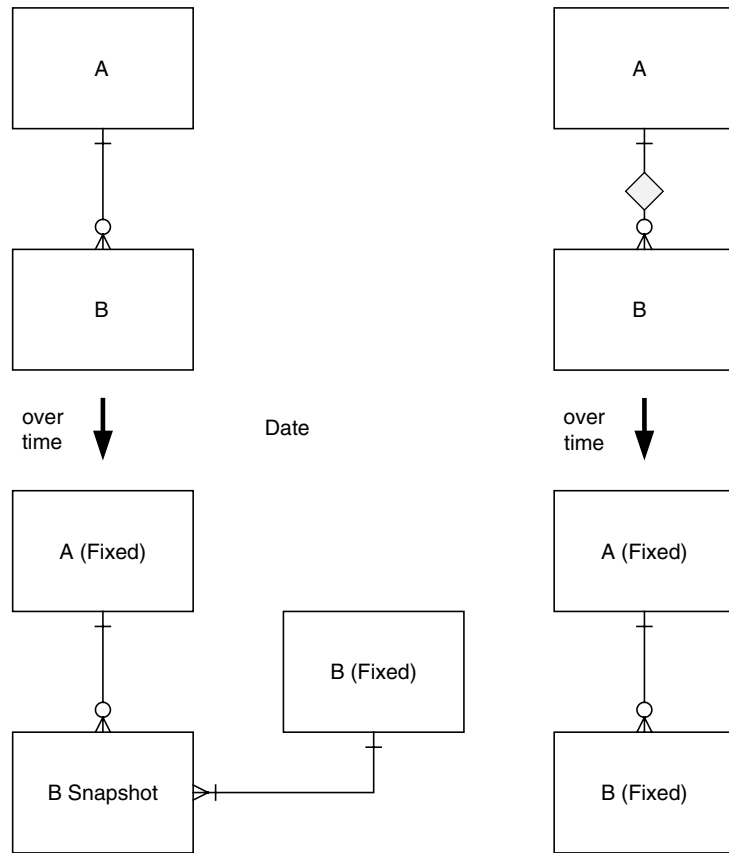 A
A
B
B
over
time
Date
over
time
A (Fixed)
A (Fixed)
B (Fixed)
B Snapshot
B (Fixed)